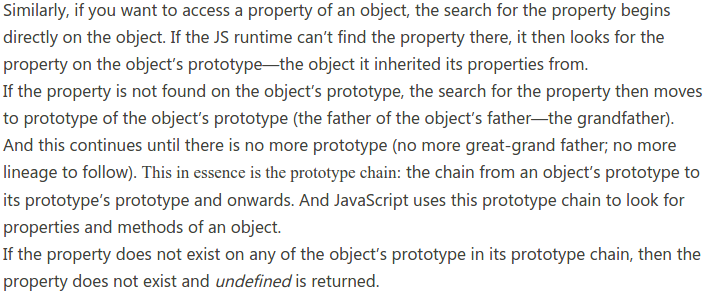 Similarly, if you want to access a property of an object, the search for the property begins
directly on the object. If the JS runtime can’t find the property there, it then looks for the
property on the object’s prototype—the object it inherited its properties from.
If the property is not found on the object’s prototype, the search for the property then moves
to prototype of the object’s prototype (the father of the object’s father—the grandfather).
And this continues until there is no more prototype (no more great-grand father; no more
lineage to follow). This in essence is the prototype chain: the chain from an object’s prototype to
its prototype’s prototype and onwards. And JavaScript uses this prototype chain to look for
properties and methods of an object.
If the property does not exist on any of the object’s prototype in its prototype chain, then the
property does not exist and undefined is returned.